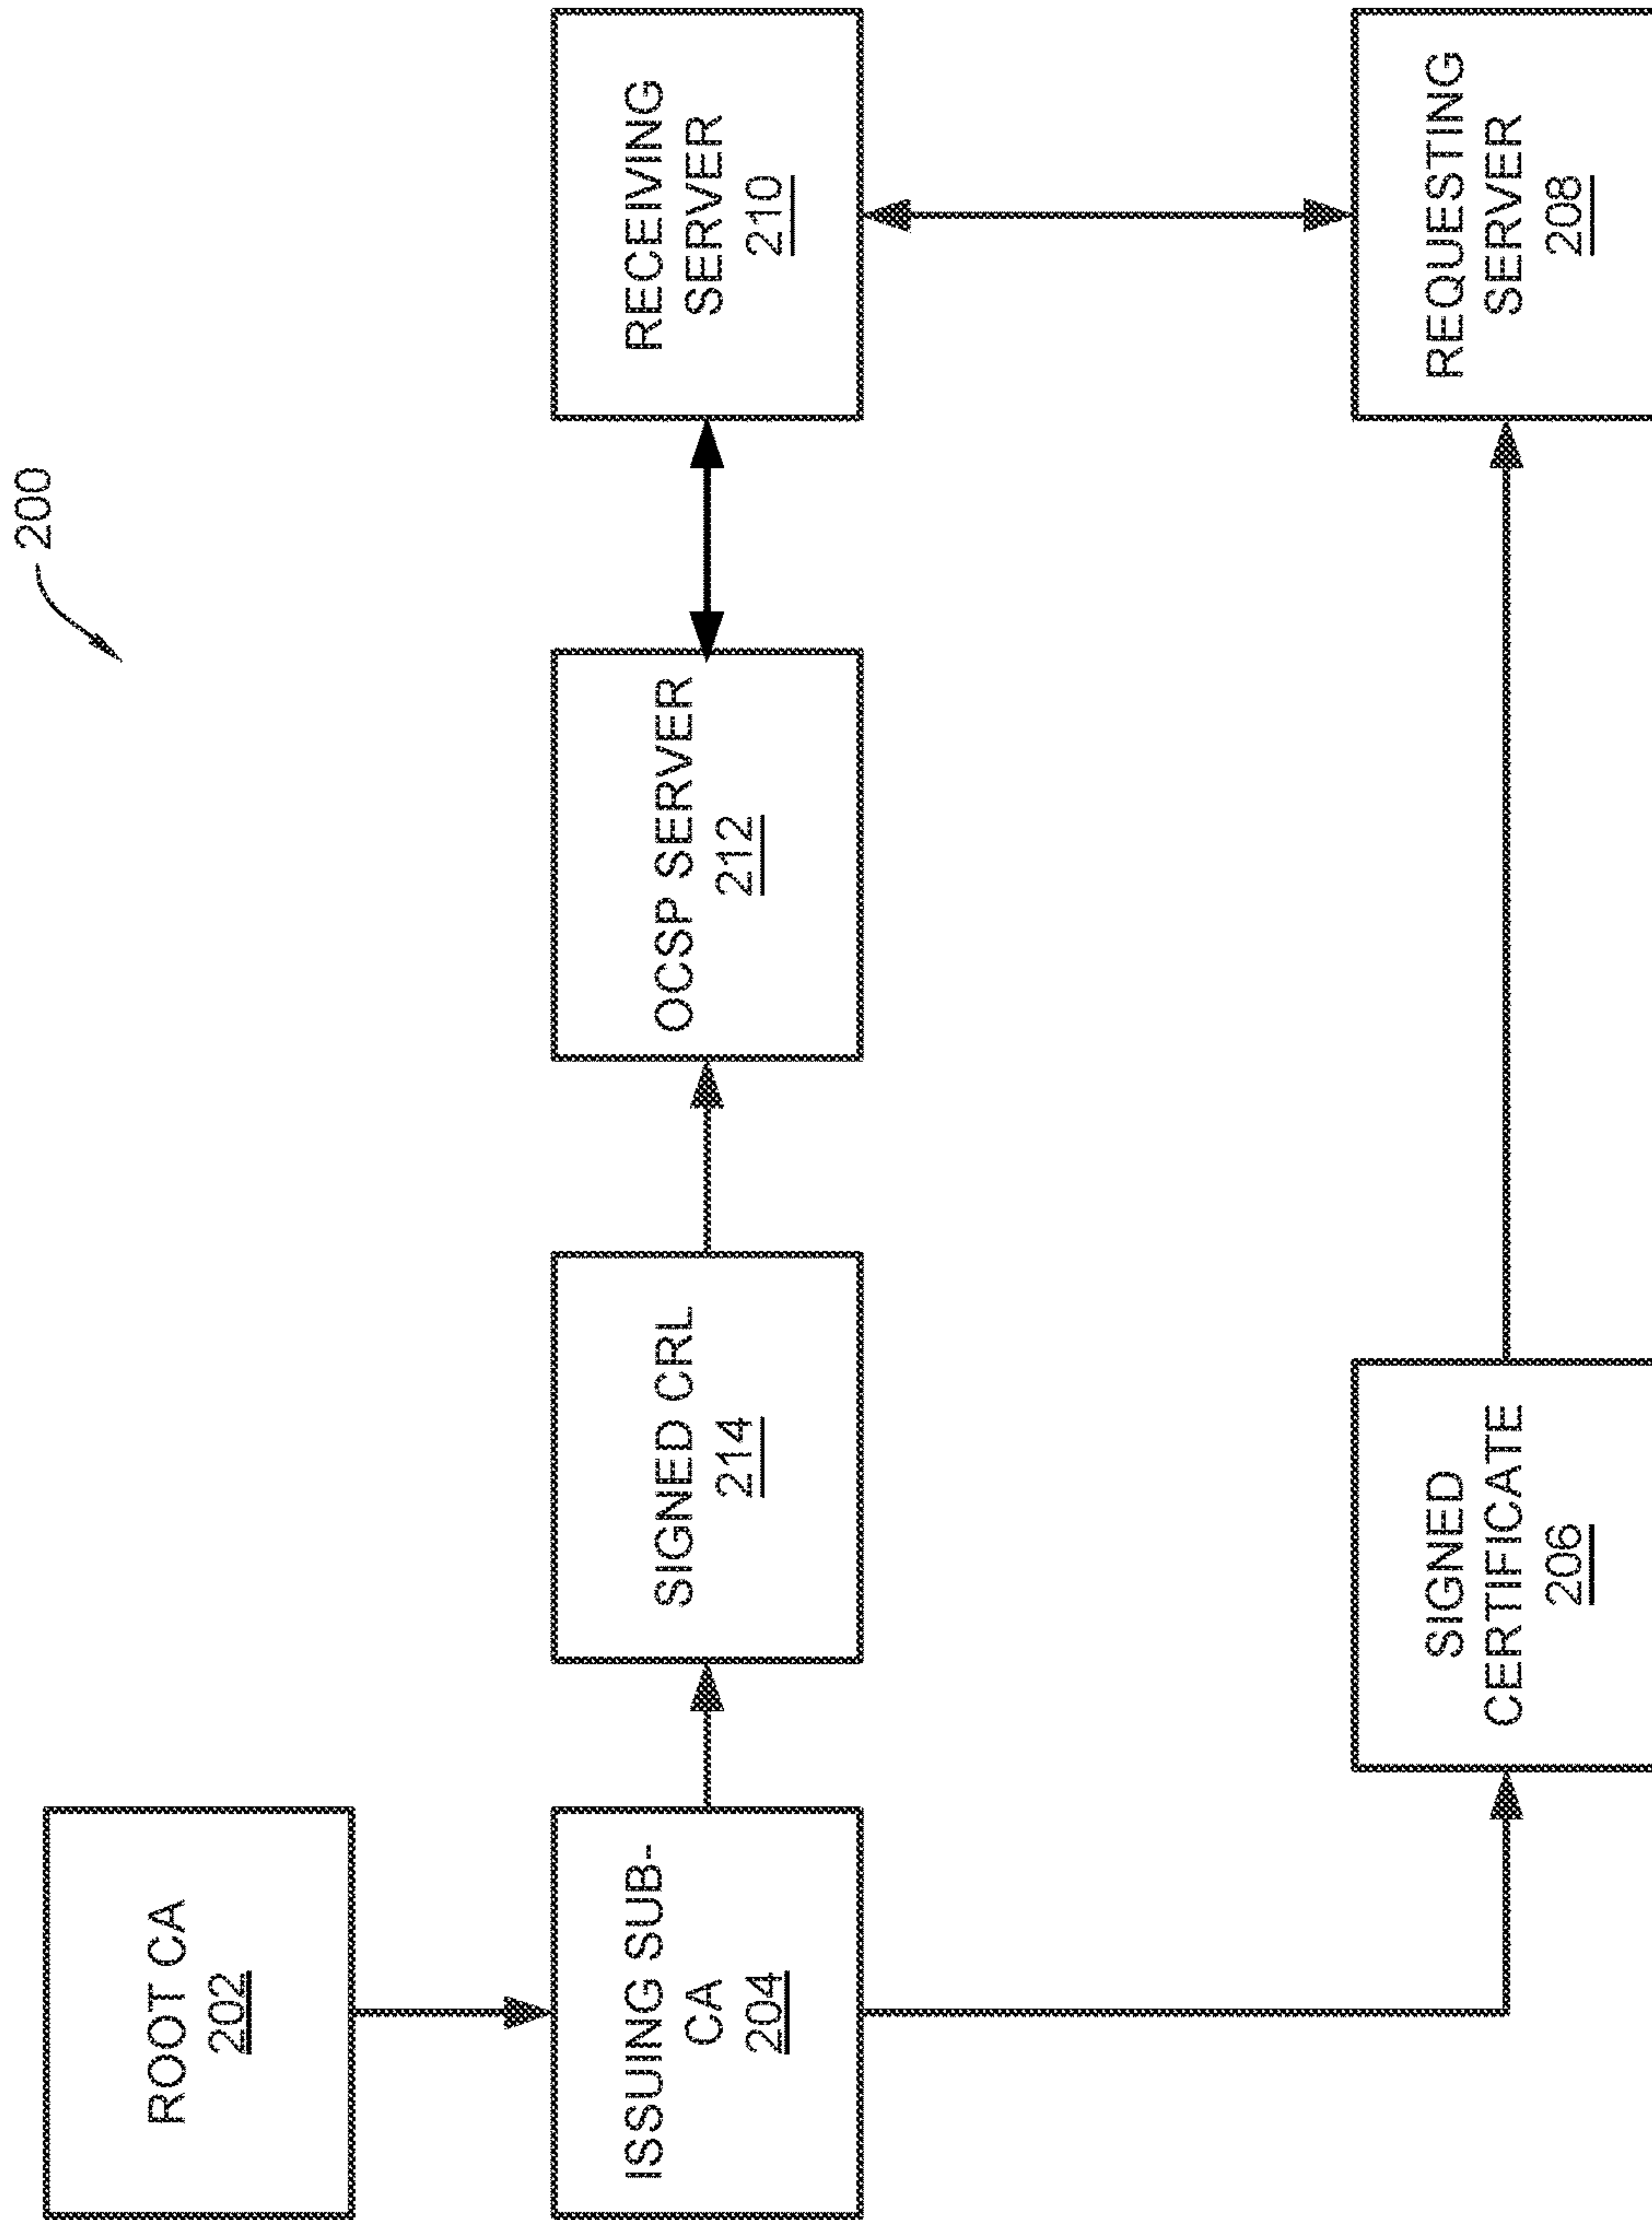 200
ROOT CA
202
ISSUING SUB-
CA
204
SIGNED CRL
214
OCSP SERVER
212
RECEIVING
SERVER
210
SIGNED
CERTIFICATE
206
REQUESTING
SERVER
208